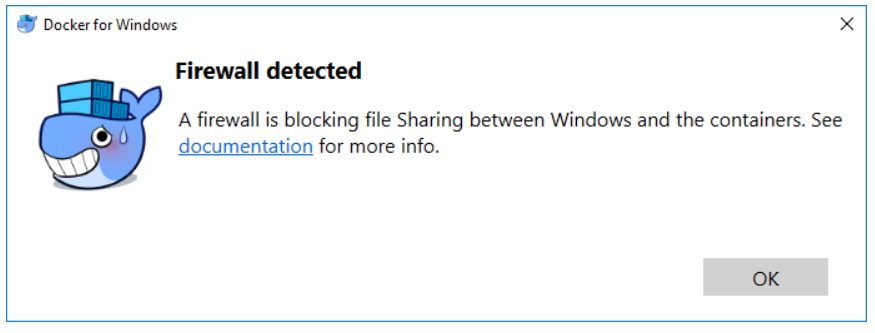 Docker for Windows
Firewall detected
A firewall is blocking file Sharing between Windows and the containers. See
documentation for more info.
OK